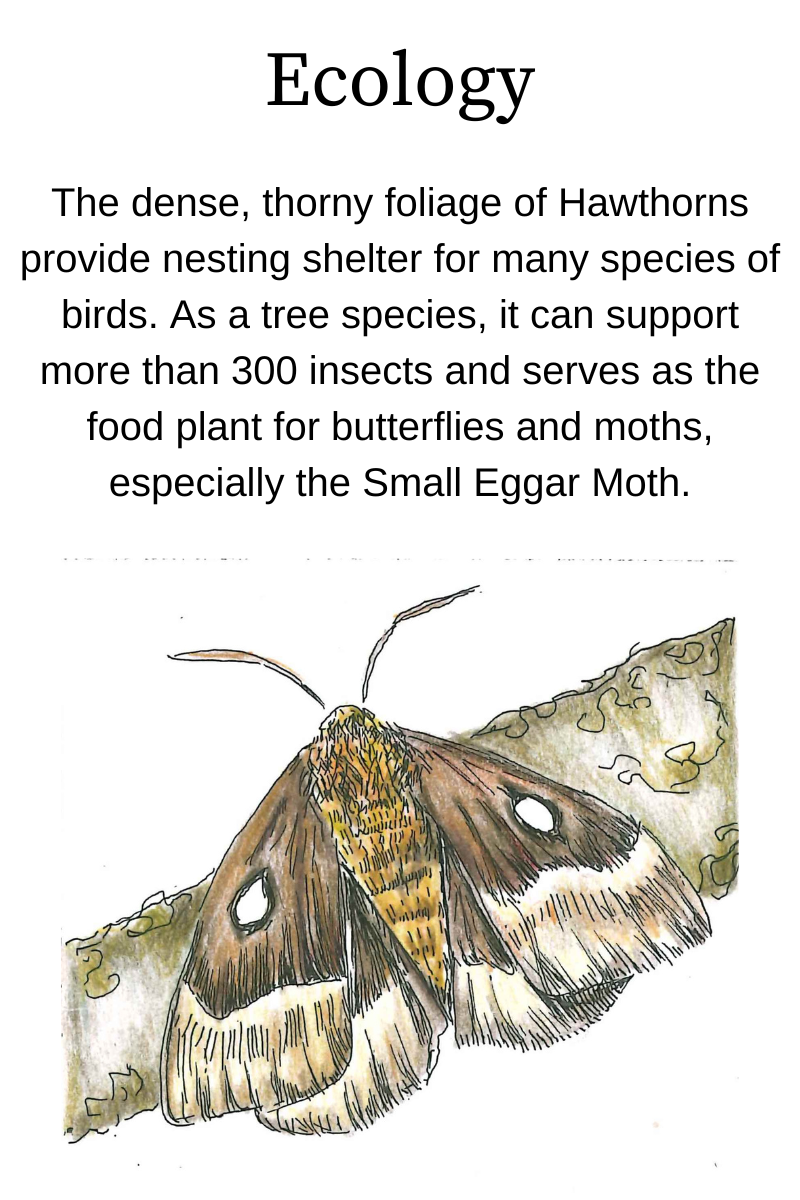 Ecology
The dense, thorny foliage of Hawthorns
provide nesting shelter for many species of
birds. As a tree species, it can support
more than 300 insects and serves as the
food plant for butterflies and moths,
especially the Small Eggar Moth.